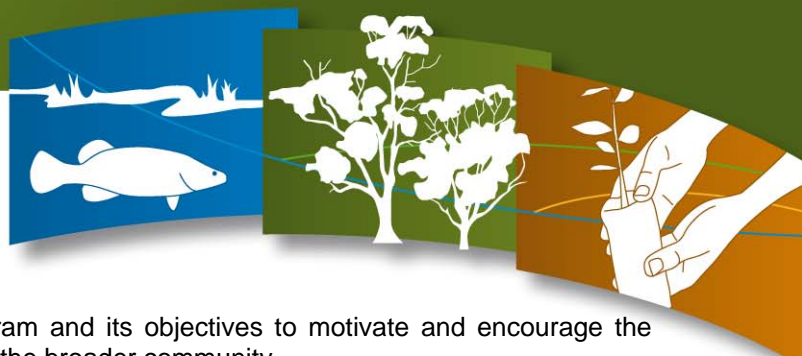 ram and its objectives to motivate and encourage the
the broader community